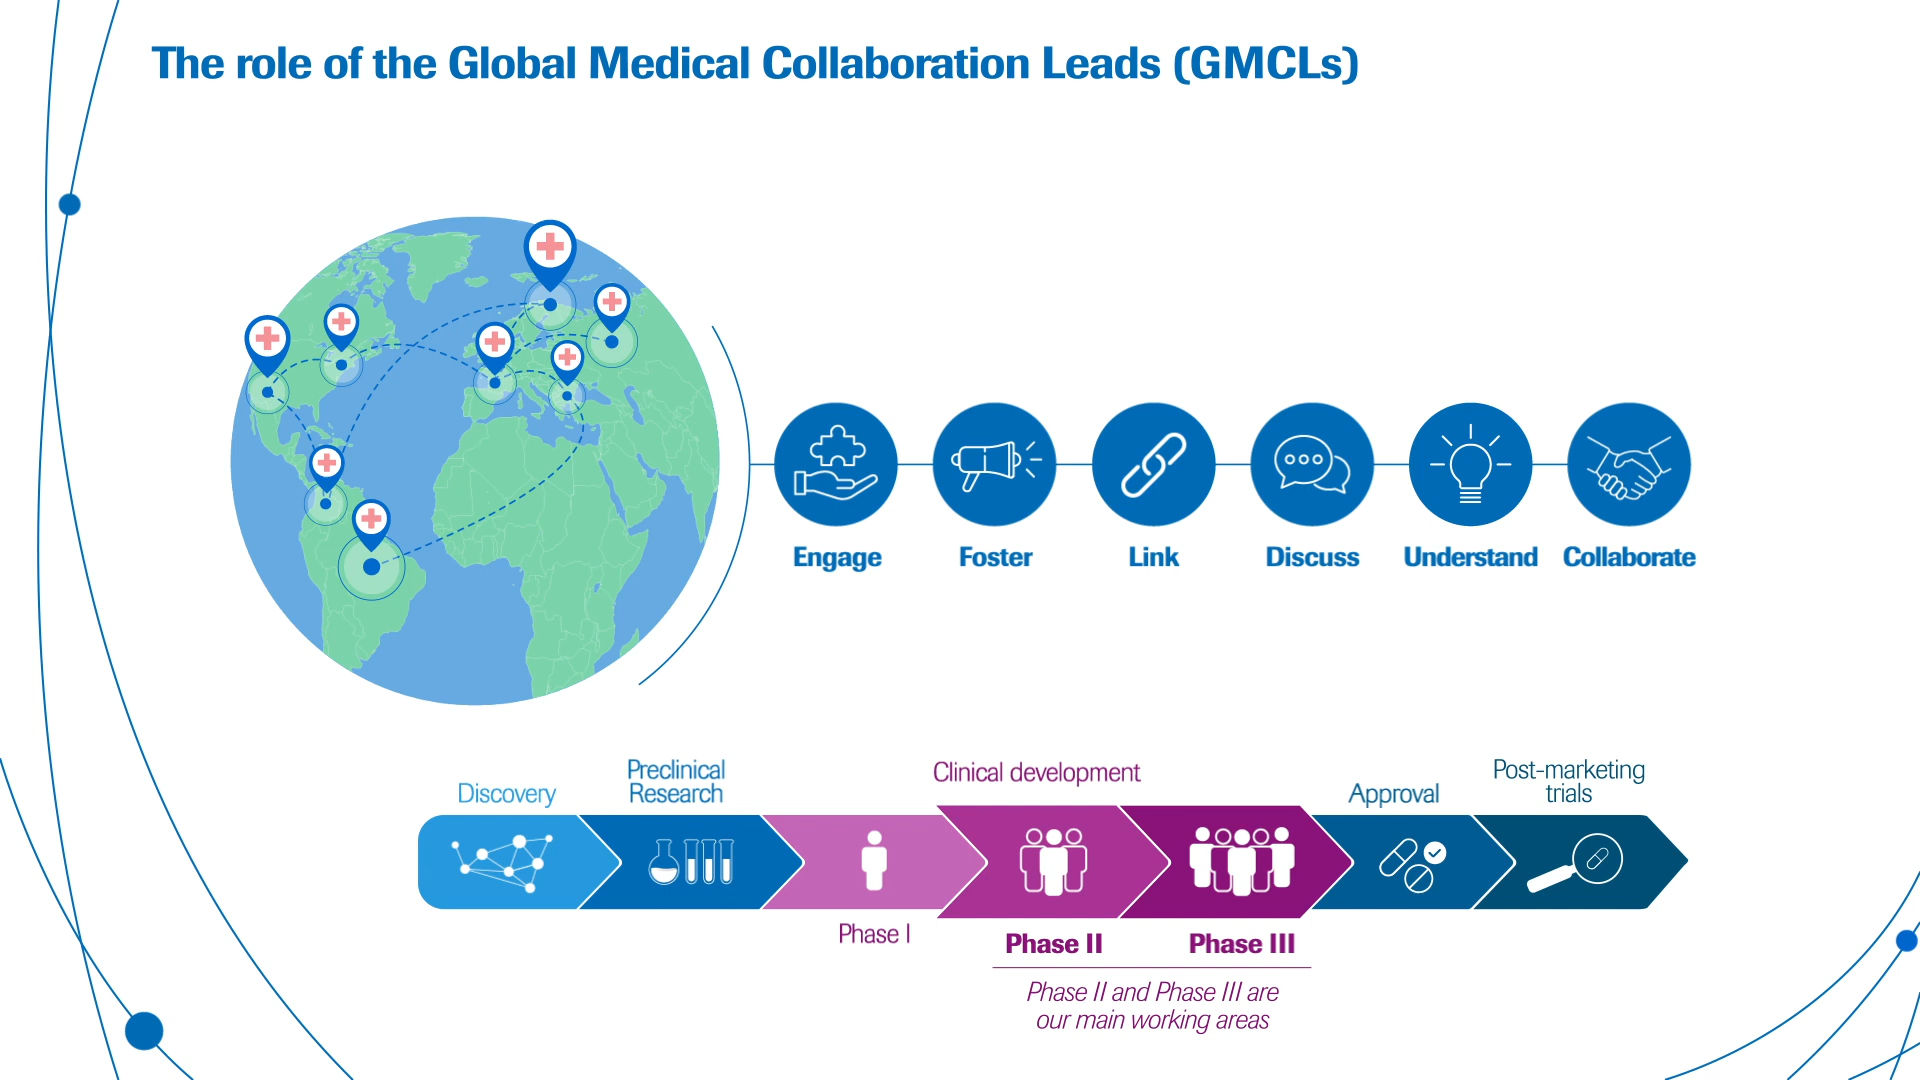 The role of the Global Medical Collaboration Leads (GMCLs)
Engage
Foster
Link
Discuss
Understand
Collaborate
Discovery
Preclinical
Research
Clinical development
Approval
Post-marketing
trials
Phase I
Phase II
Phase III
Phase II and Phase III are
our main working areas